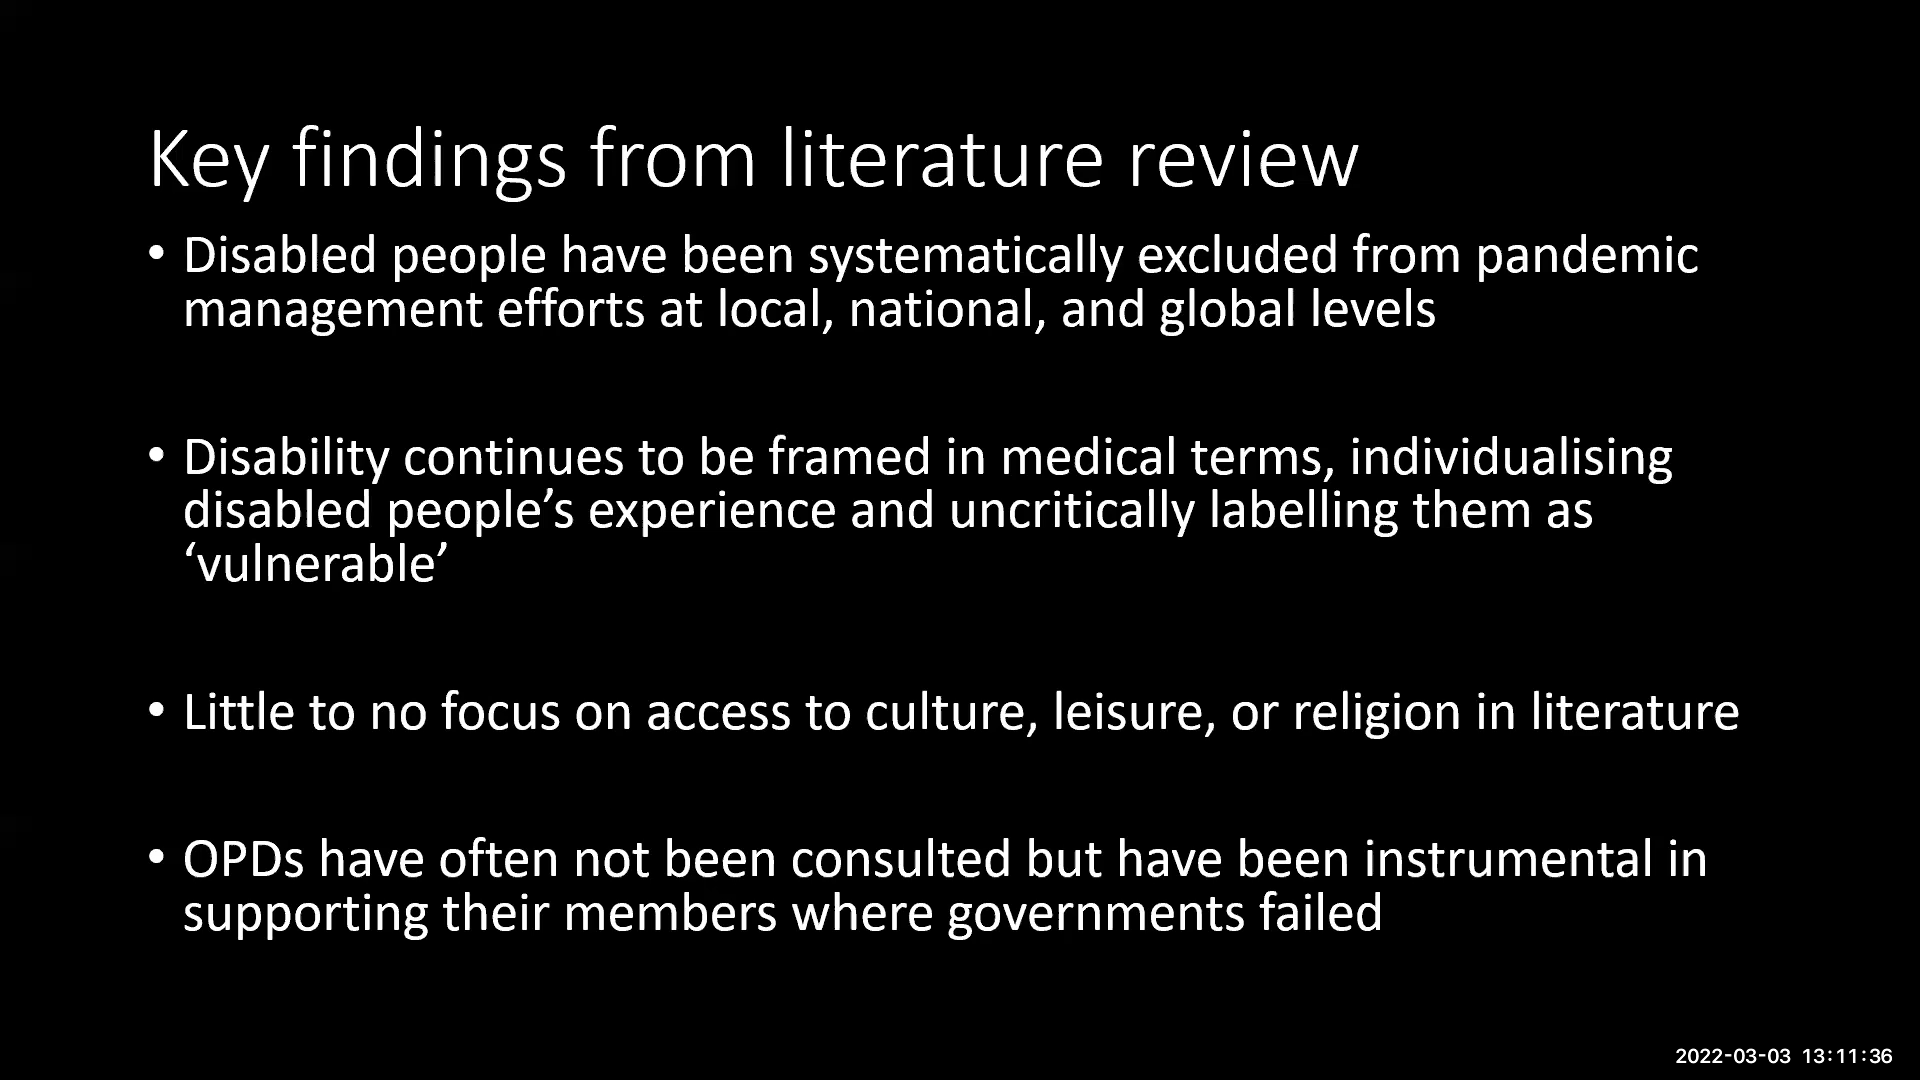 Key findings from literature review
• Disabled people have been systematically excluded from pandemic
management efforts at local, national, and global levels
• Disability continues to be framed in medical terms, individualising
disabled people’s experience and uncritically labelling them as
‘vulnerable’
• Little to no focus on access to culture, leisure, or religion in literature
• OPDs have often not been consulted but have been instrumental in
supporting their members where governments failed
2022-03-03 13:11:36